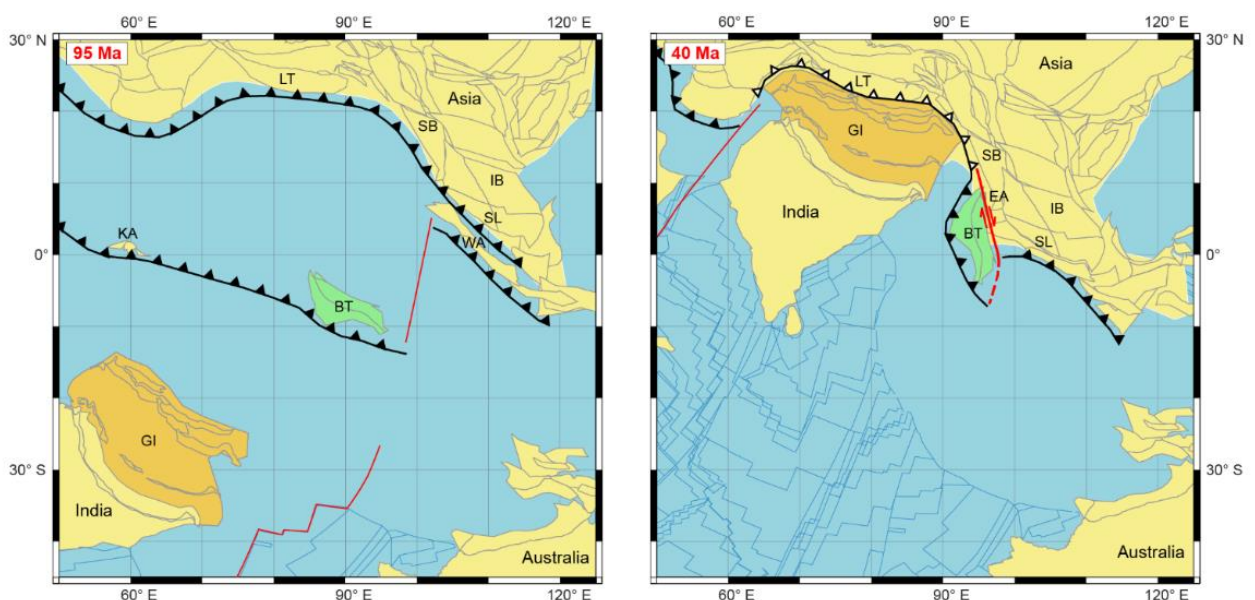 60° E 90° E 120° E
30° N
95 Ma
LT
Asia
SB
IB
SL
KA
WA
0°
BT
GI
30° S
India
Australia
60° E 90° E 120° E
60° E 90° E 120° E
30° N
40 Ma
LT
Asia
GI
SB
EA
India
IB
BT
SL
0°
30° S
Australia
60° E 90° E 120° E